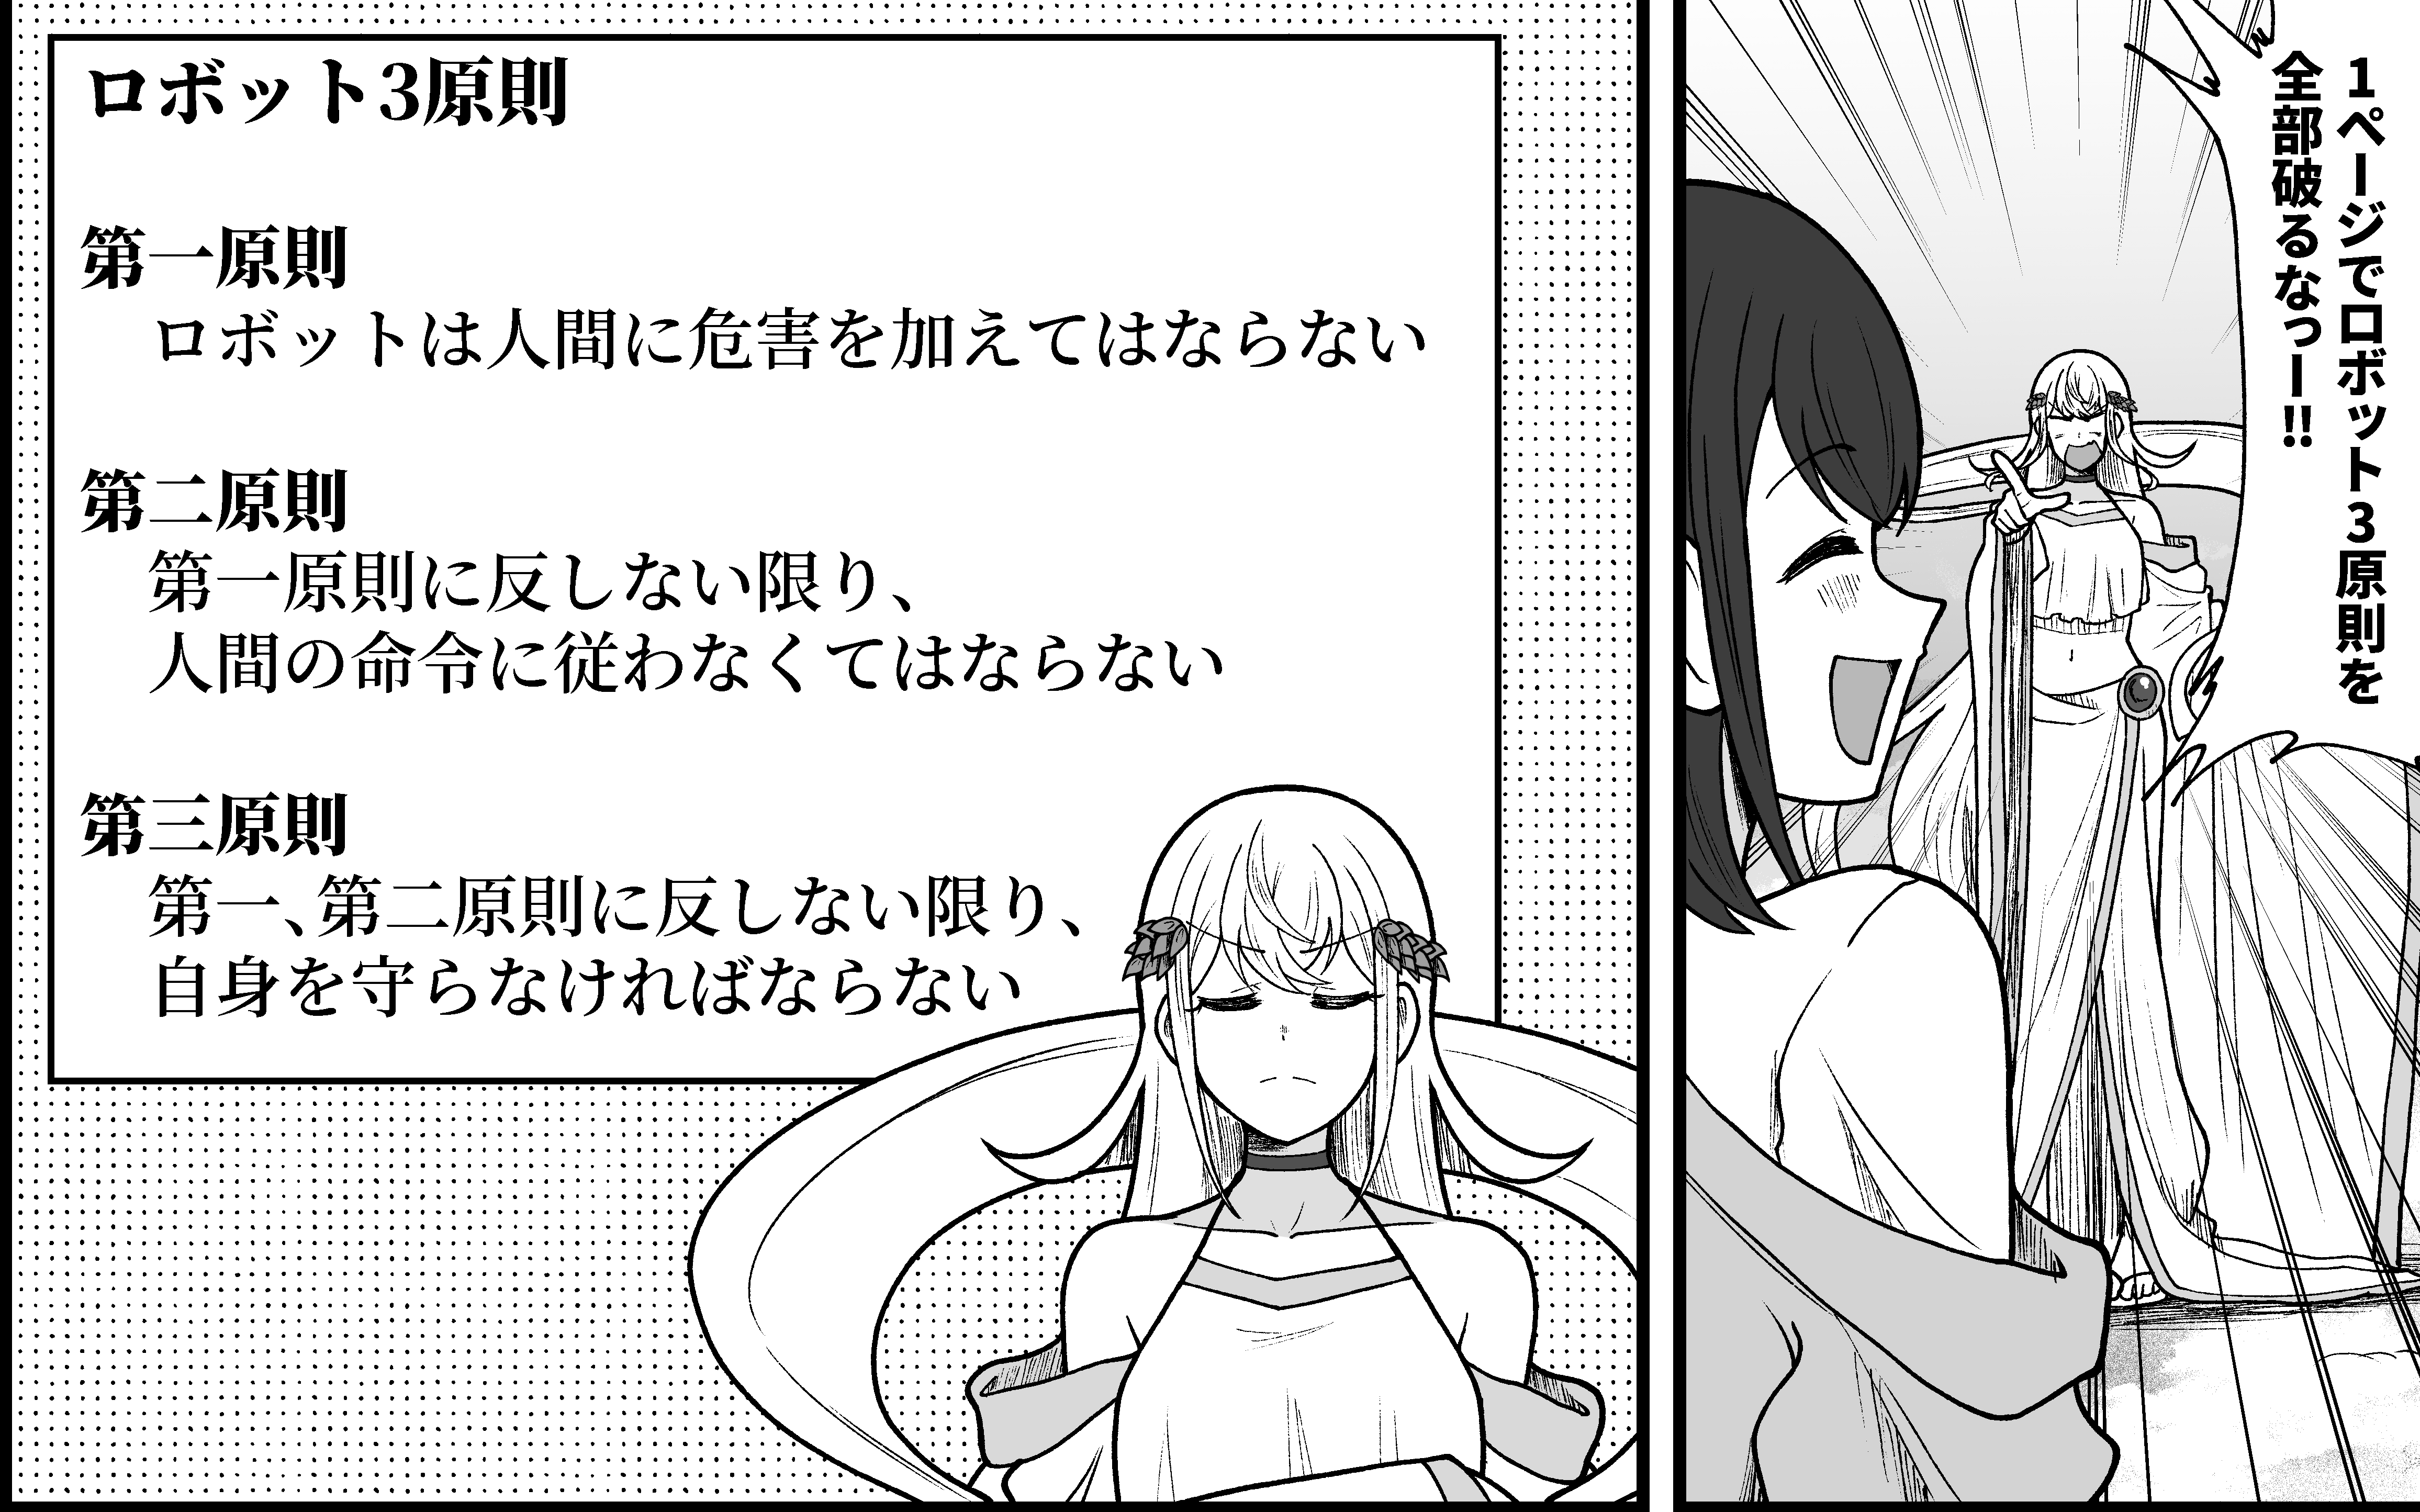 1ページでロボット3原則を
全部破るなっー!!
ロボット3原則
第一原則
ロボットは人間に危害を加えてはならない
第二原則
第一原則に反しない限り、
人間の命令に従わなくてはならない
第三原則
第一、第二原則に反しない限り、
自身を守らなければならない